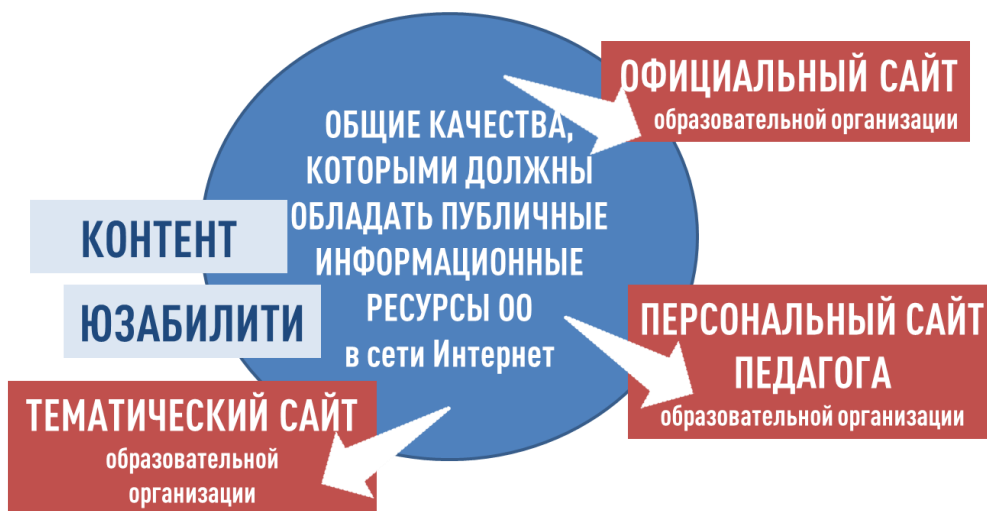 ОФИЦИАЛЬНЫЙ САЙТ
образовательной организации
ОБЩИЕ КАЧЕСТВА,
КОТОРЫМИ ДОЛЖНЫ
ОБЛАДАТЬ ПУБЛИЧНЫЕ
ИНФОРМАЦИОННЫЕ
РЕСУРСЫ ОО
в сети Интернет
КОНТЕНТ
ЮЗАБИЛИТИ
ПЕРСОНАЛЬНЫЙ САЙТ
ПЕДАГОГА
образовательной организации
ТЕМАТИЧЕСКИЙ САЙТ
образовательной
организации